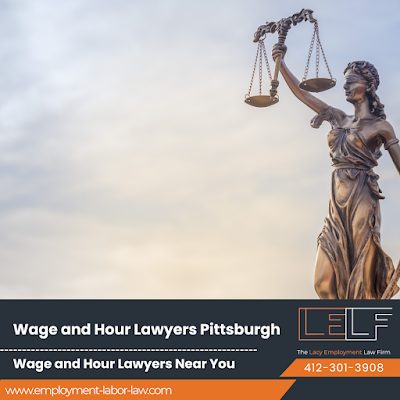 Wage and Hour Lawyers Pittsburgh
LELF
The Lacy Employment Law Firm
Wage and Hour Lawyers Near You
412-301-3908
www.employment-labor-law.com